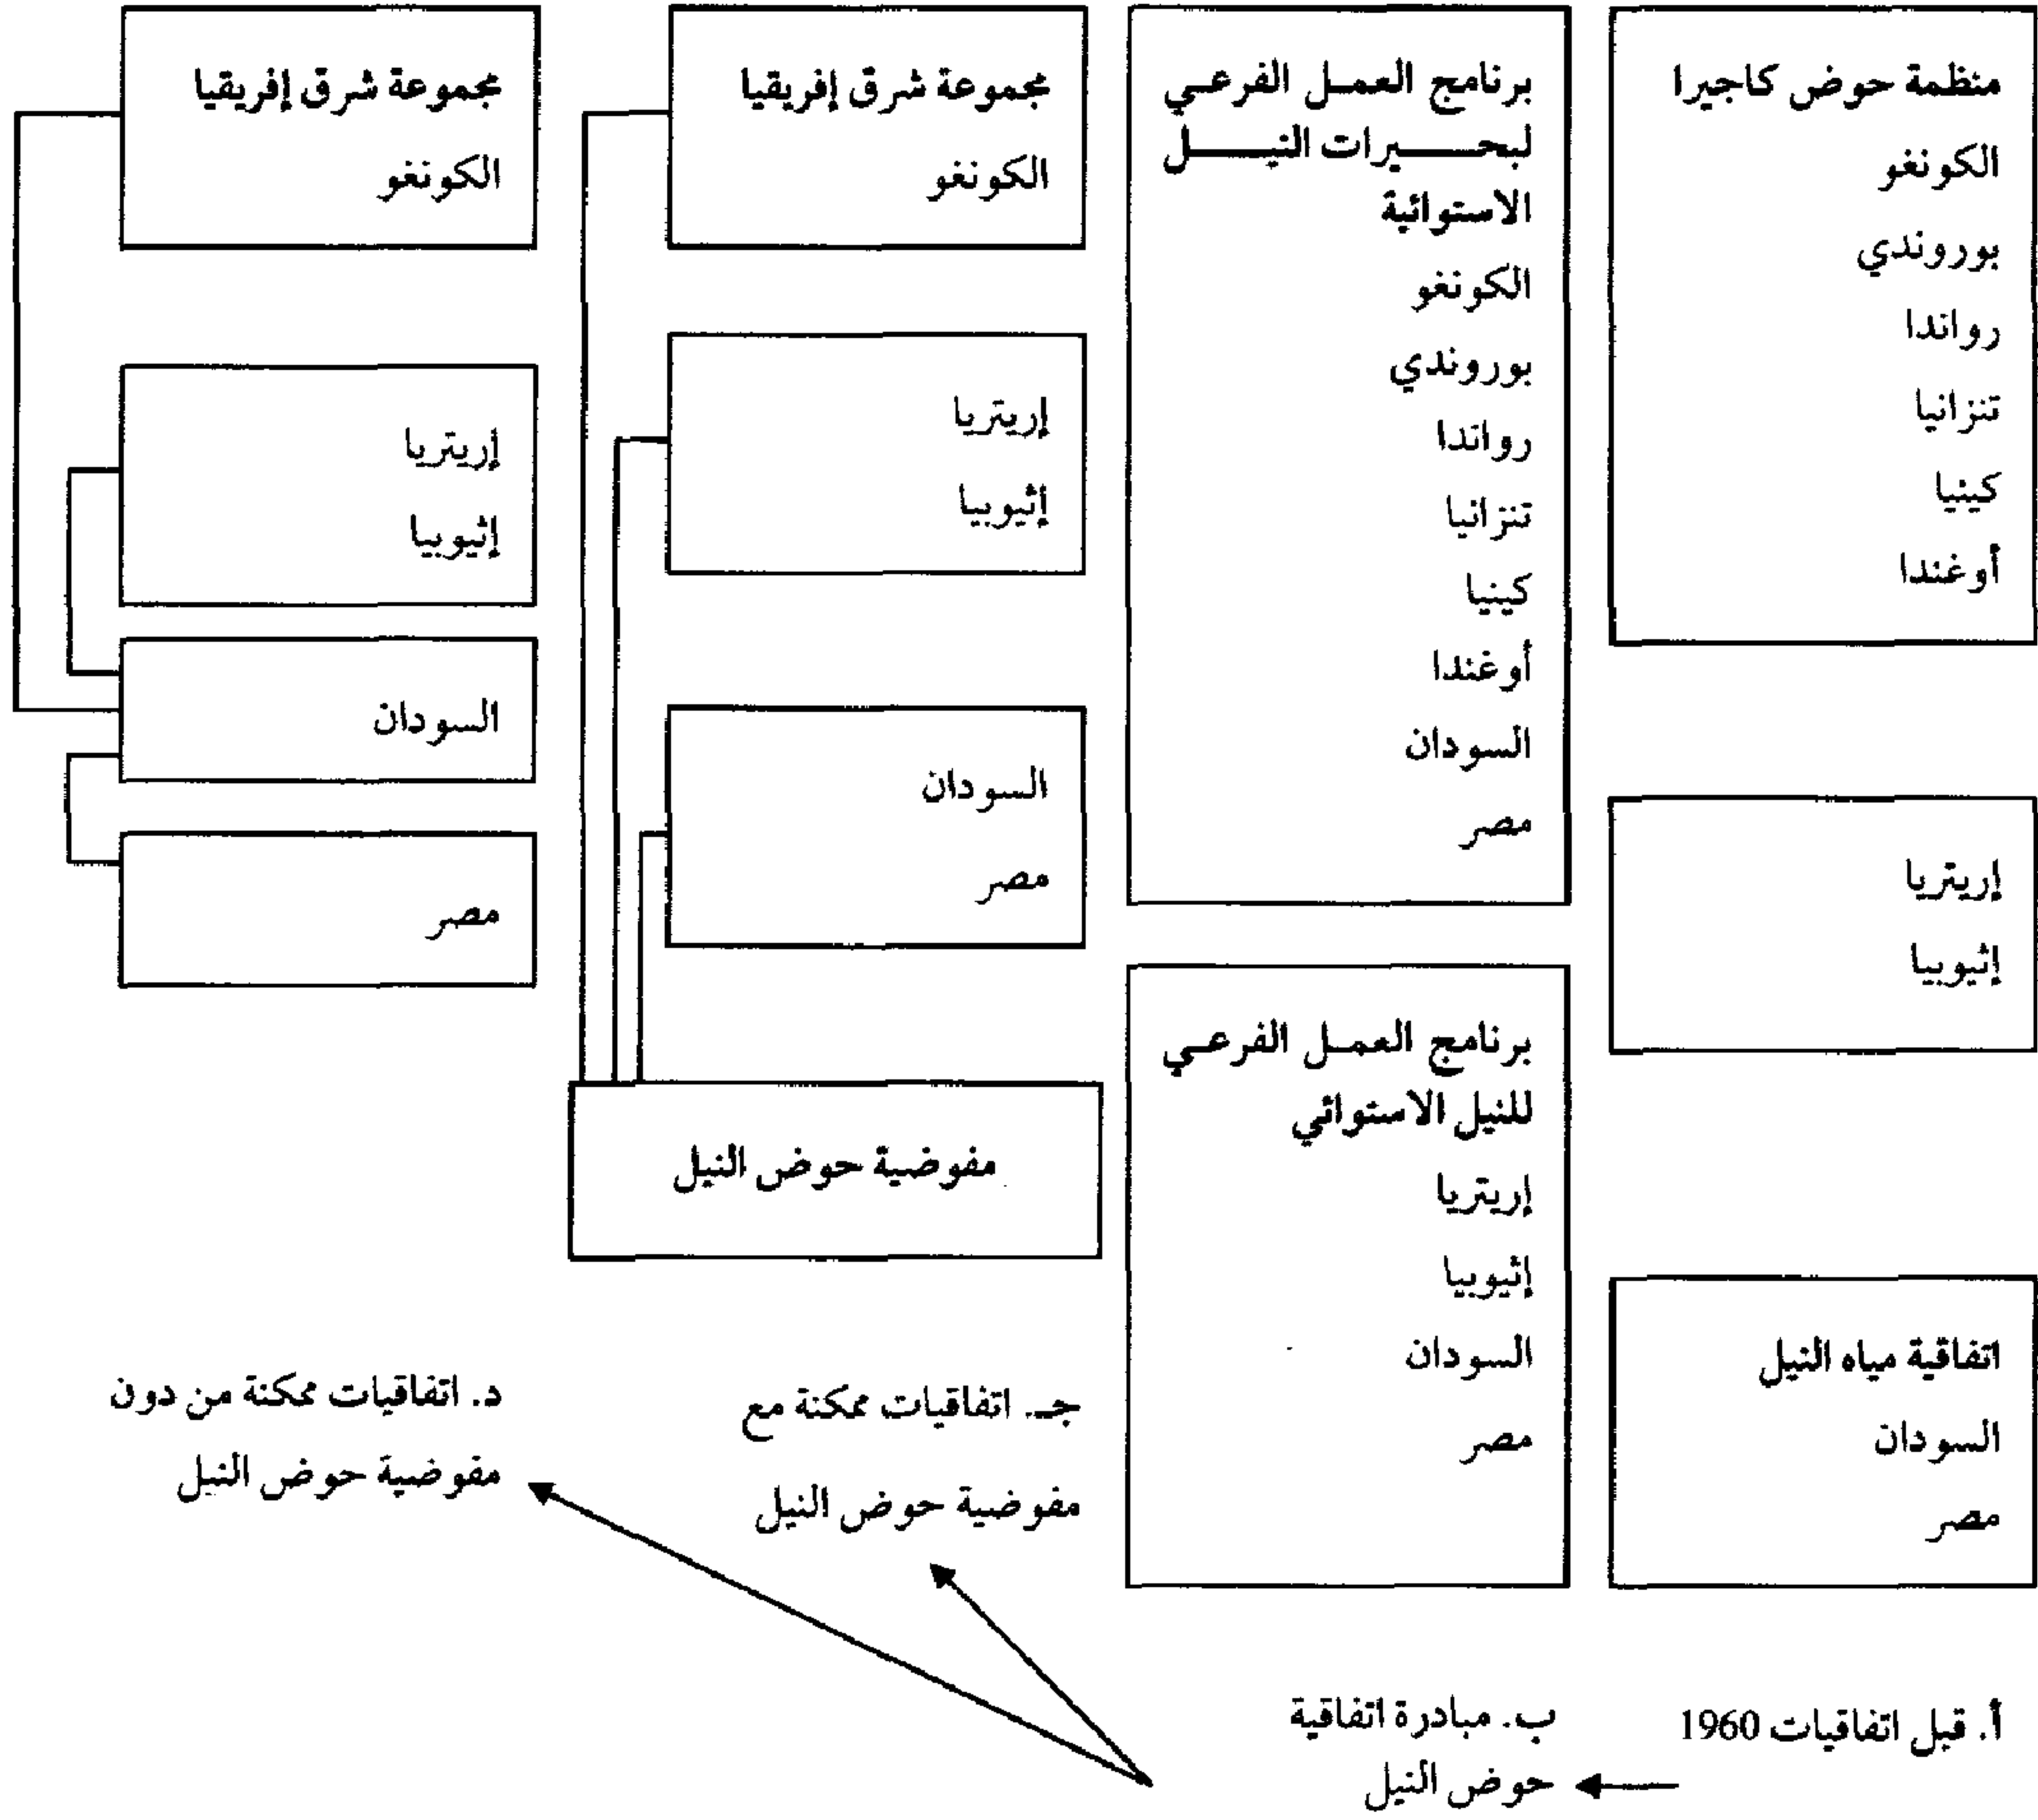 منظمة حوض كاجيرا
الكونغو
بوروندي
رواندا
تنزانيا
كينيا
أوغندا
إريتريا
إثيوبيا
اتفاقية مياه النيل
السودان
مصر
أ. قبل اتفاقيات 1960
برنامج العمل الفرعي
لبحيرات النيل
الاستوائية
الكونغو
بوروندي
رواندا
تنزانيا
كينيا
أوغندا
السودان
مصر
برنامج العمل الفرعي
للنيل الاستوائي
إريتريا
إثيوبيا
السودان
مصر
ب. مبادرة اتفاقية
حوض النيل
مجموعة شرق إفريقيا
الكونغو
إريتريا
إثيوبيا
السودان
مصر
مفوضية حوض النيل
جـ. اتفاقيات ممكنة مع
مفوضية حوض النيل
مجموعة شرق إفريقيا
الكونغو
إريتريا
إثيوبيا
السودان
مصر
د. اتفاقيات ممكنة من دون
مفوضية حوض النيل